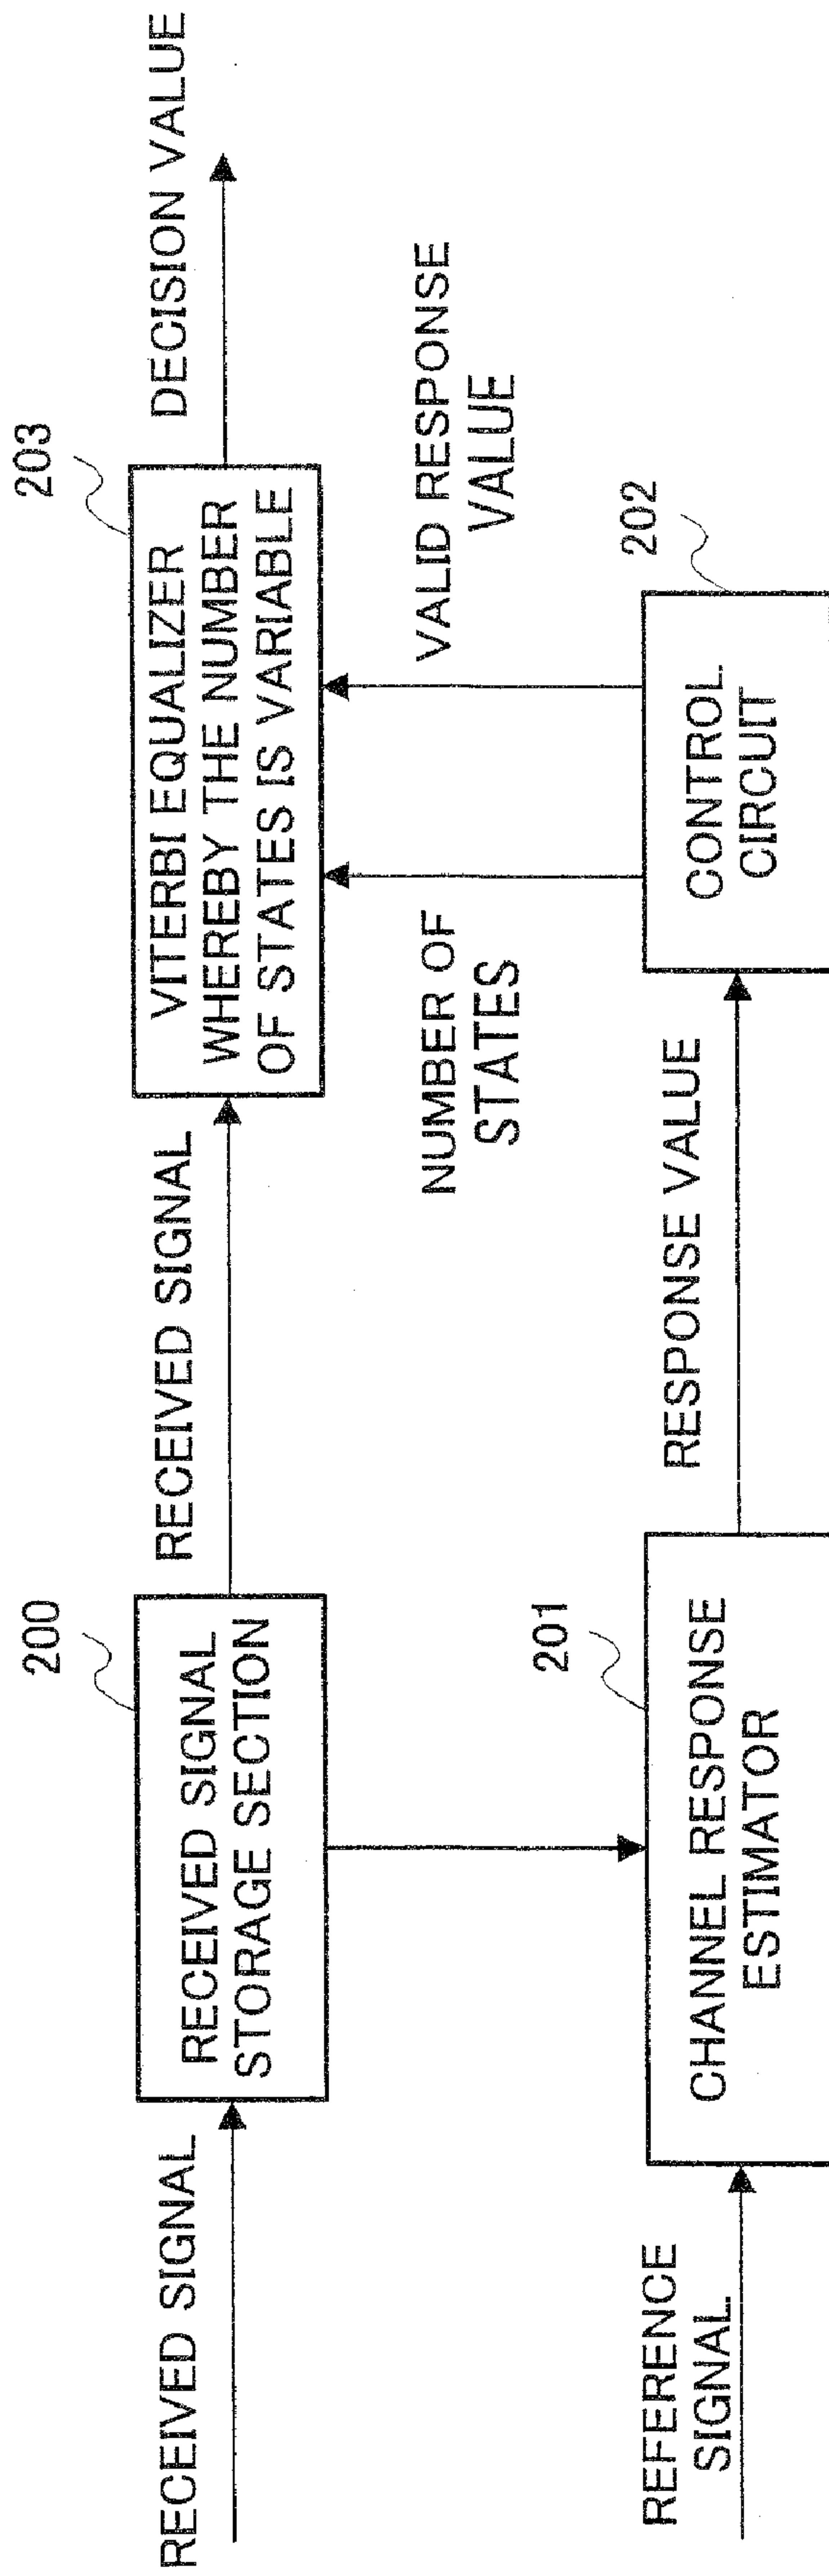 RECEIVED SIGNAL
200
RECEIVED SIGNAL
STORAGE SECTION
RECEIVED SIGNAL
203
VITERBI EQUALIZER
WHEREBY THE NUMBER
OF STATES IS VARIABLE
DECISION VALUE
NUMBER OF
STATES
VALID RESPONSE
VALUE
REFERENCE
SIGNAL
201
CHANNEL RESPONSE
ESTIMATOR
RESPONSE VALUE
202
CONTROL
CIRCUIT